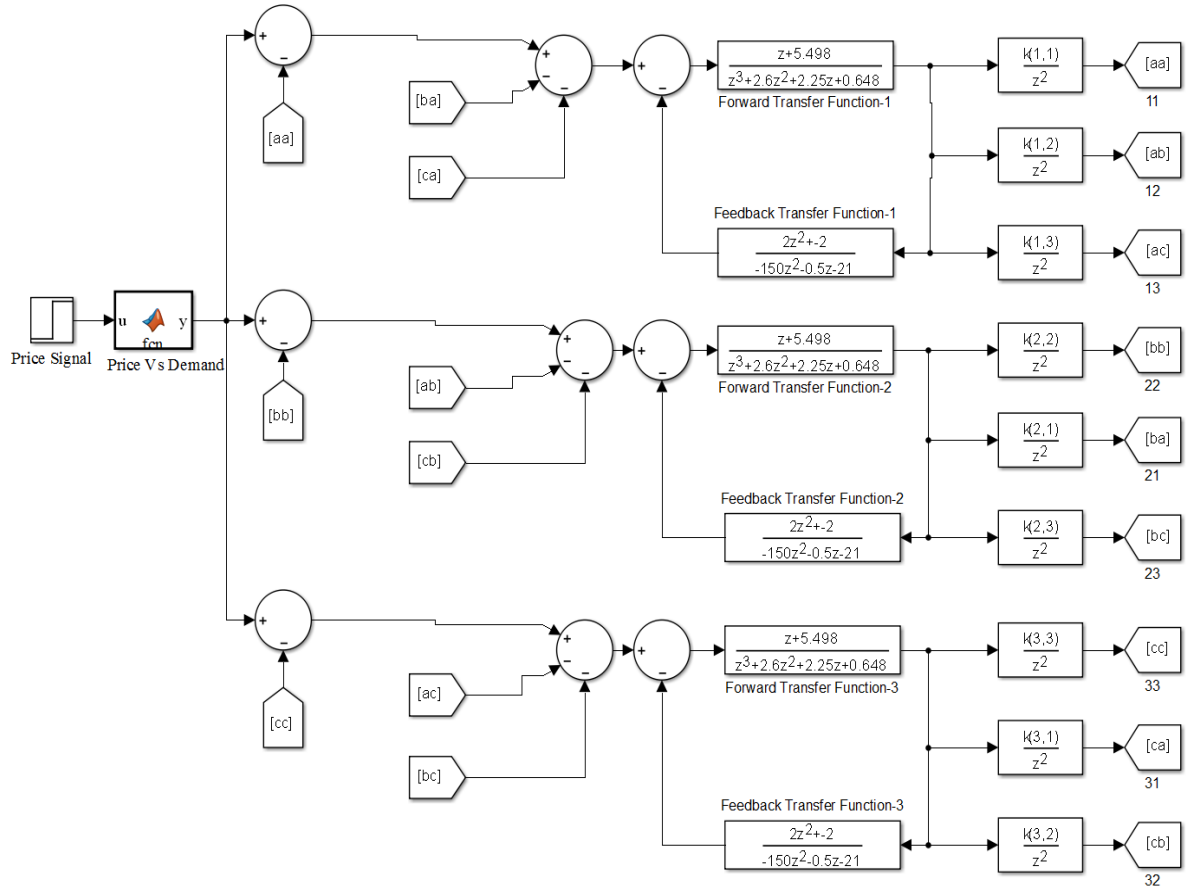 +
−
[aa]
[ba]
[ca]
+
−
−
+
−
z+5.498
z³+2.6z²+2.25z+0.648
Forward Transfer Function-1
Feedback Transfer Function-1
2z²+-2
-150z²-0.5z-21
k(1,1)
z²
[aa]
11
k(1,2)
z²
[ab]
12
k(1,3)
z²
[ac]
13
Price Signal
u
y
fcn
Price Vs Demand
+
−
[bb]
[ab]
[cb]
+
−
−
+
−
z+5.498
z³+2.6z²+2.25z+0.648
Forward Transfer Function-2
Feedback Transfer Function-2
2z²+-2
-150z²-0.5z-21
k(2,2)
z²
[bb]
22
k(2,1)
z²
[ba]
21
k(2,3)
z²
[bc]
23
+
−
[cc]
[ac]
[bc]
+
−
−
+
−
z+5.498
z³+2.6z²+2.25z+0.648
Forward Transfer Function-3
Feedback Transfer Function-3
2z²+-2
-150z²-0.5z-21
k(3,3)
z²
[cc]
33
k(3,1)
z²
[ca]
31
k(3,2)
z²
[cb]
32